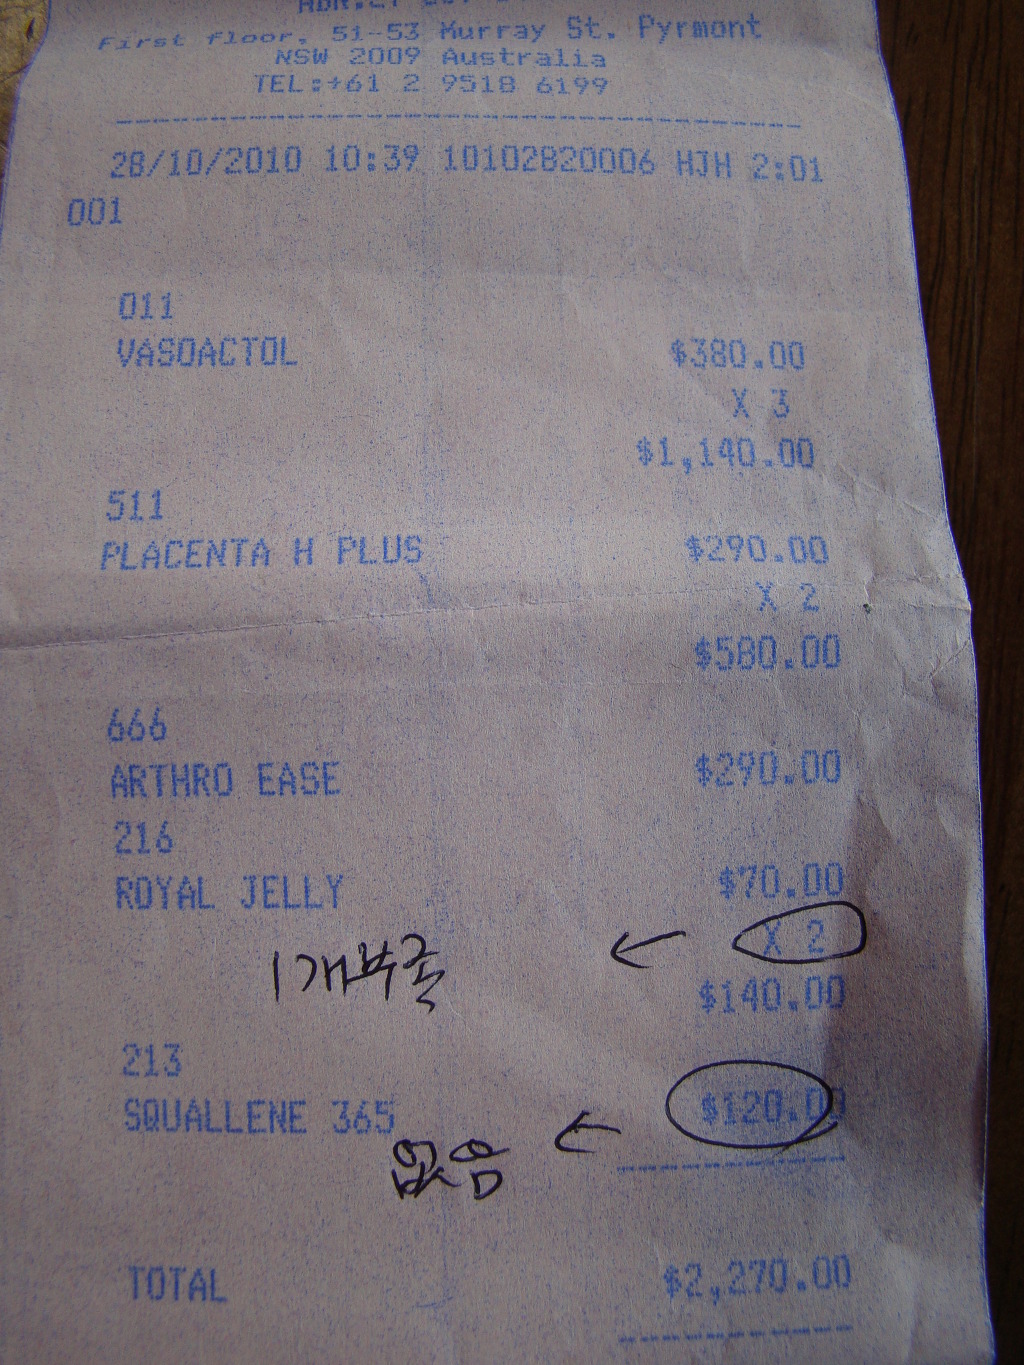 First floor, 51-53 Murray St. Pyrmont
NSW 2009 Australia
TEL:+61 2 9518 6199
28/10/2010 10:39 10102820006 HJH 2:01
001
011
VASOACTOL $380.00
X 3
$1,140.00
511
PLACENTA H PLUS $290.00
X 2
$580.00
666
ARTHRO EASE $290.00
216
ROYAL JELLY $70.00
1개부족 ← X 2
$140.00
213
SQUALLENE 365 $120.00
없음 ←
TOTAL $2,270.00